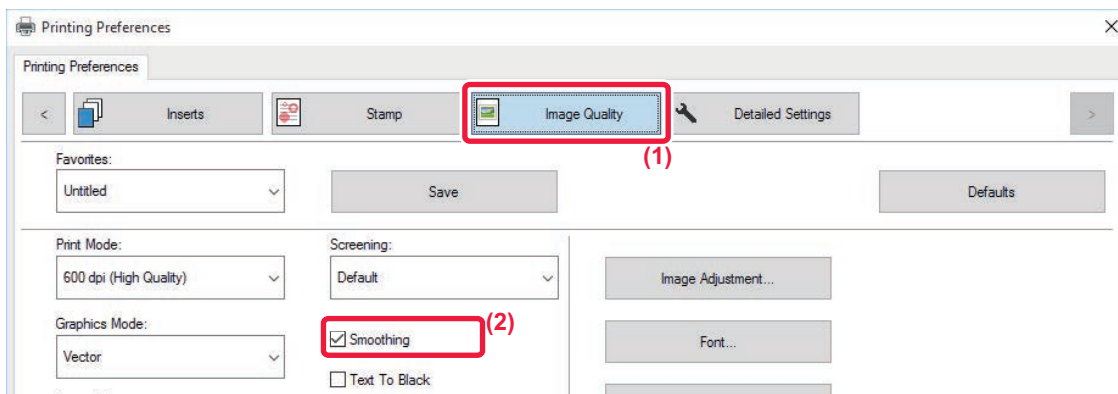 Printing Preferences
Printing Preferences
< Inserts Stamp Image Quality Detailed Settings >
(1)
Favorites:
Untitled Save Defaults
Print Mode: Screening:
600 dpi (High Quality) Default Image Adjustment...
Graphics Mode: (2)
Smoothing Font...
Vector
Text To Black